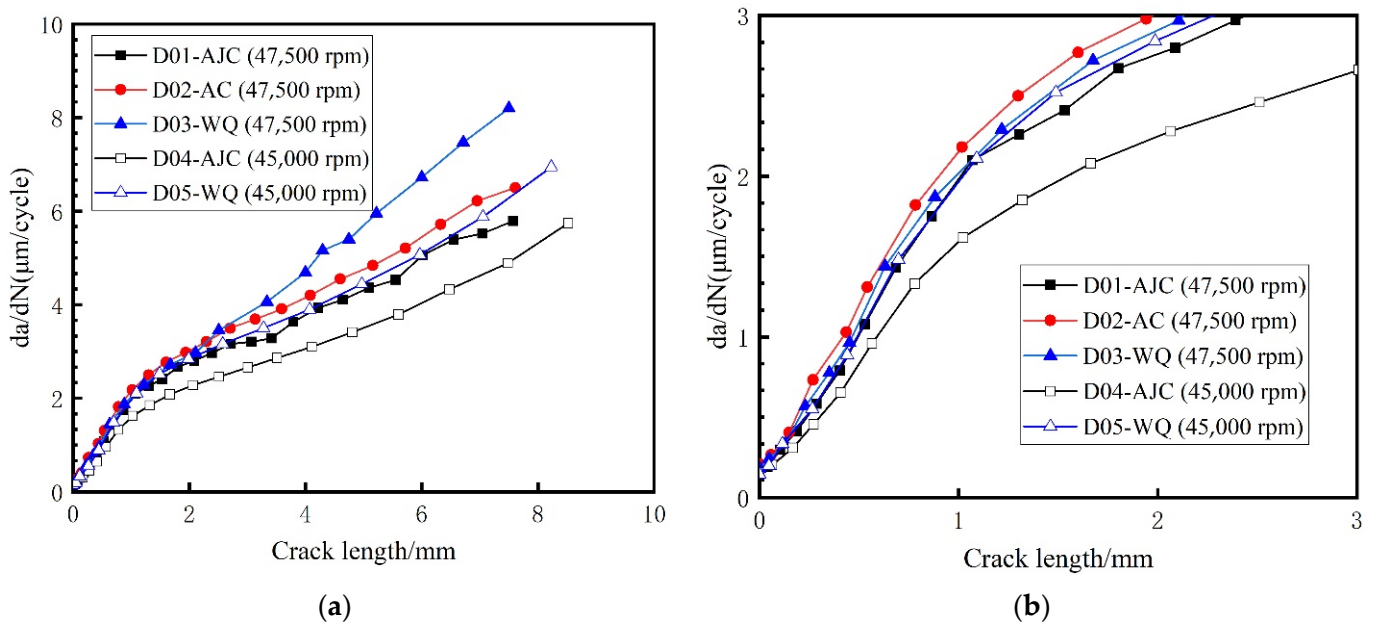 10
8
6
4
2
0
da/dN(μm/cycle)
D01-AJC (47,500 rpm)
D02-AC (47,500 rpm)
D03-WQ (47,500 rpm)
D04-AJC (45,000 rpm)
D05-WQ (45,000 rpm)
0 2 4 6 8 10
Crack length/mm
(a)
3
2
1
0
da/dN(μm/cycle)
D01-AJC (47,500 rpm)
D02-AC (47,500 rpm)
D03-WQ (47,500 rpm)
D04-AJC (45,000 rpm)
D05-WQ (45,000 rpm)
0 1 2 3
Crack length/mm
(b)